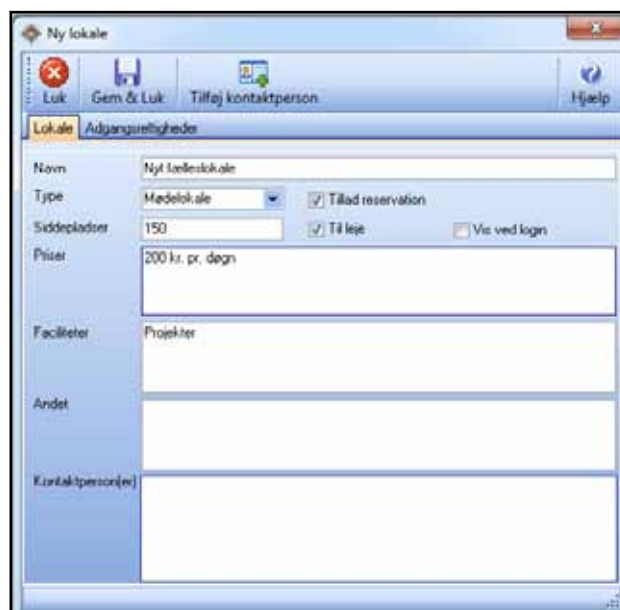 Ny lokale
Luk Gem & Luk Tilføj kontaktperson Hjælp
Lokale Adgangsrettigheder
Navn Nyt fælleslokale
Type Mødelokale Tillad reservation
Siddepladser 150 Til leje Vis ved login
Priser 200 kr. pr. døgn
Faciliteter Projekter
Andet
Kontaktperson(er)